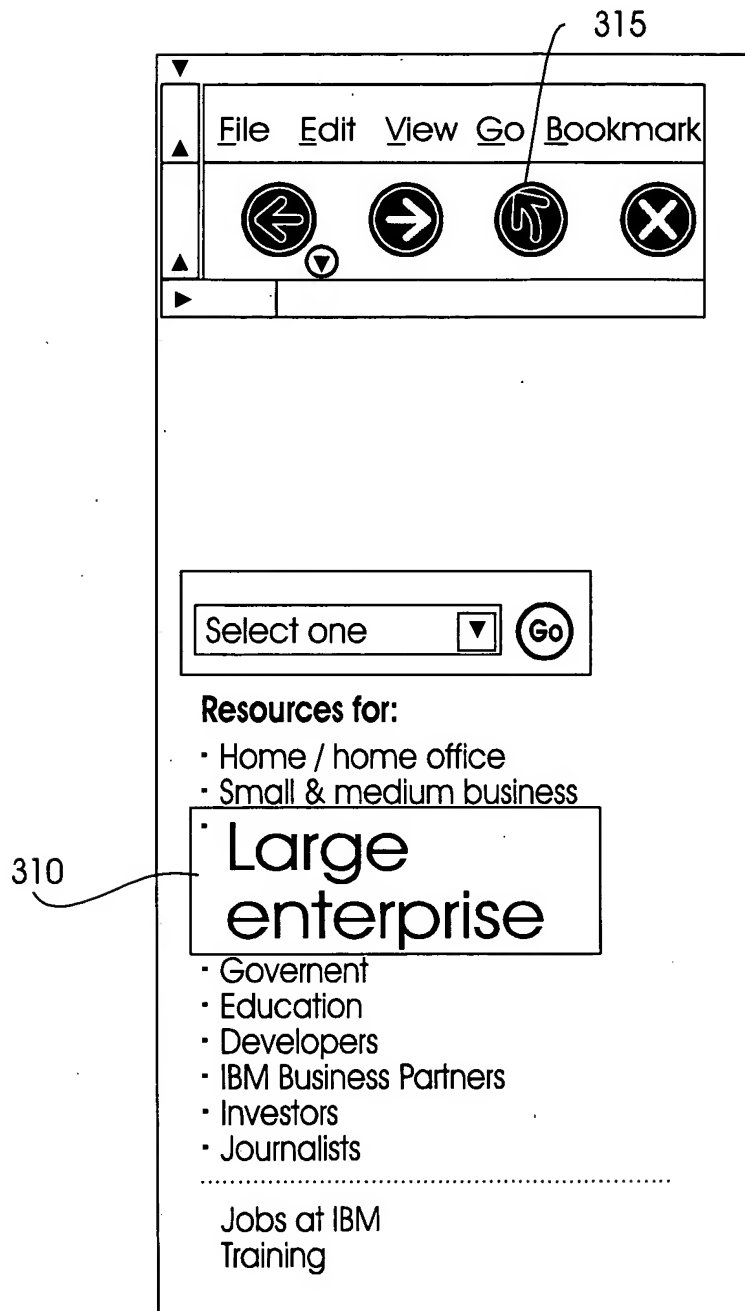 315
File Edit View Go Bookmark
Select one Go
Resources for:
· Home / home office
· Small & medium business
· Large
enterprise
310
· Governent
· Education
· Developers
· IBM Business Partners
· Investors
· Journalists
Jobs at IBM
Training